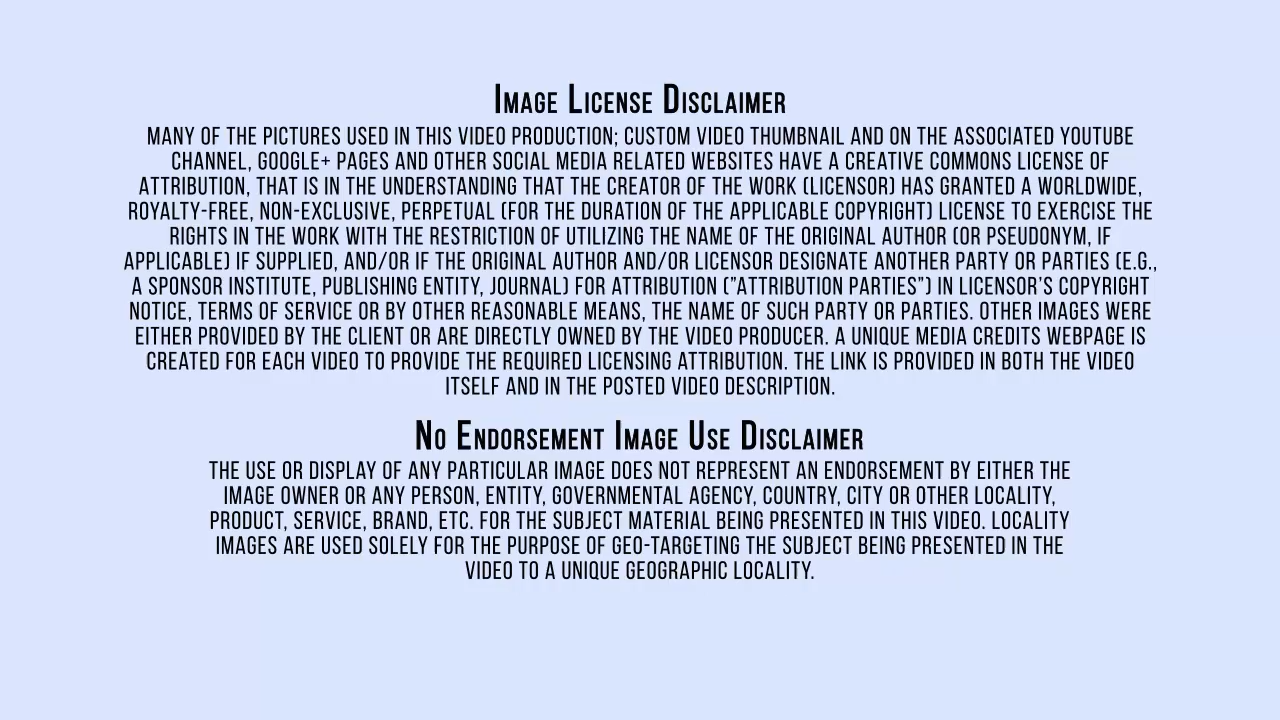 Image License Disclaimer
MANY OF THE PICTURES USED IN THIS VIDEO PRODUCTION; CUSTOM VIDEO THUMBNAIL AND ON THE ASSOCIATED YOUTUBE
CHANNEL, GOOGLE+ PAGES AND OTHER SOCIAL MEDIA RELATED WEBSITES HAVE A CREATIVE COMMONS LICENSE OF
ATTRIBUTION, THAT IS IN THE UNDERSTANDING THAT THE CREATOR OF THE WORK (LICENSOR) HAS GRANTED A WORLDWIDE,
ROYALTY-FREE, NON-EXCLUSIVE, PERPETUAL (FOR THE DURATION OF THE APPLICABLE COPYRIGHT) LICENSE TO EXERCISE THE
RIGHTS IN THE WORK WITH THE RESTRICTION OF UTILIZING THE NAME OF THE ORIGINAL AUTHOR (OR PSEUDONYM, IF
APPLICABLE) IF SUPPLIED, AND/OR IF THE ORIGINAL AUTHOR AND/OR LICENSOR DESIGNATE ANOTHER PARTY OR PARTIES (E.G.,
A SPONSOR INSTITUTE, PUBLISHING ENTITY, JOURNAL) FOR ATTRIBUTION ("ATTRIBUTION PARTIES") IN LICENSOR'S COPYRIGHT
NOTICE, TERMS OF SERVICE OR BY OTHER REASONABLE MEANS, THE NAME OF SUCH PARTY OR PARTIES. OTHER IMAGES WERE
EITHER PROVIDED BY THE CLIENT OR ARE DIRECTLY OWNED BY THE VIDEO PRODUCER. A UNIQUE MEDIA CREDITS WEBPAGE IS
CREATED FOR EACH VIDEO TO PROVIDE THE REQUIRED LICENSING ATTRIBUTION. THE LINK IS PROVIDED IN BOTH THE VIDEO
ITSELF AND IN THE POSTED VIDEO DESCRIPTION.
No Endorsement Image Use Disclaimer
THE USE OR DISPLAY OF ANY PARTICULAR IMAGE DOES NOT REPRESENT AN ENDORSEMENT BY EITHER THE
IMAGE OWNER OR ANY PERSON, ENTITY, GOVERNMENTAL AGENCY, COUNTRY, CITY OR OTHER LOCALITY,
PRODUCT, SERVICE, BRAND, ETC. FOR THE SUBJECT MATERIAL BEING PRESENTED IN THIS VIDEO. LOCALITY
IMAGES ARE USED SOLELY FOR THE PURPOSE OF GEO-TARGETING THE SUBJECT BEING PRESENTED IN THE
VIDEO TO A UNIQUE GEOGRAPHIC LOCALITY.